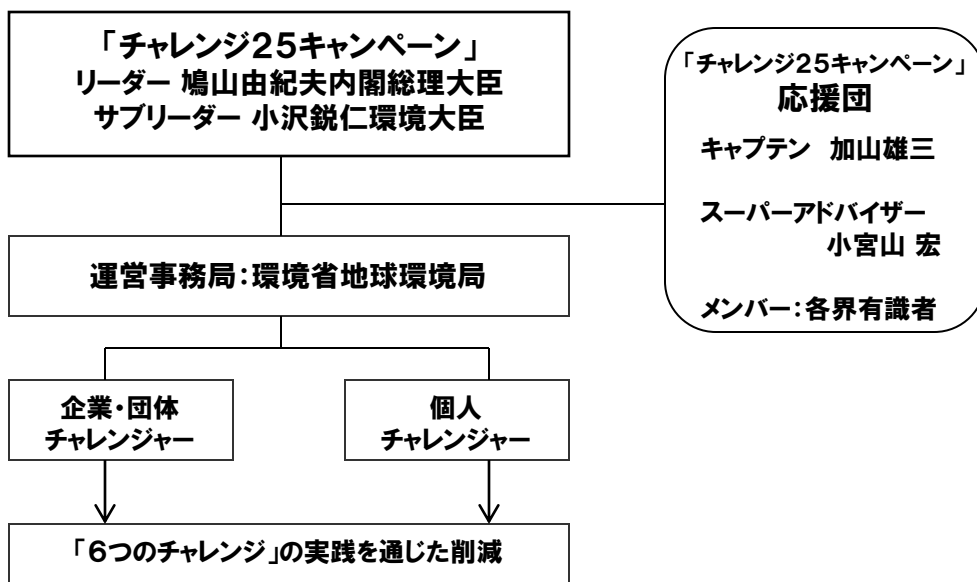 「チャレンジ25キャンペーン」
リーダー 鳩山由紀夫内閣総理大臣
サブリーダー 小沢鋭仁環境大臣
「チャレンジ25キャンペーン」
応援団
キャプテン 加山雄三
スーパーアドバイザー
小宮山 宏
メンバー:各界有識者
運営事務局:環境省地球環境局
企業・団体
チャレンジャー
個人
チャレンジャー
「6つのチャレンジ」の実践を通じた削減